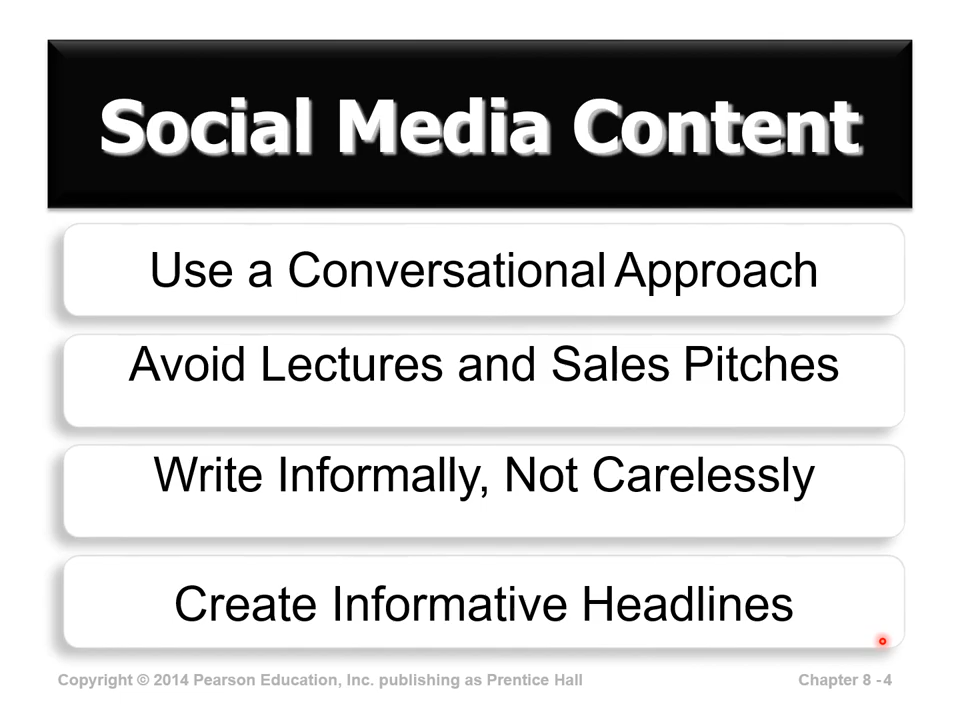 Social Media Content
Use a Conversational Approach
Avoid Lectures and Sales Pitches
Write Informally, Not Carelessly
Create Informative Headlines
Copyright © 2014 Pearson Education, Inc. publishing as Prentice Hall
Chapter 8 - 4